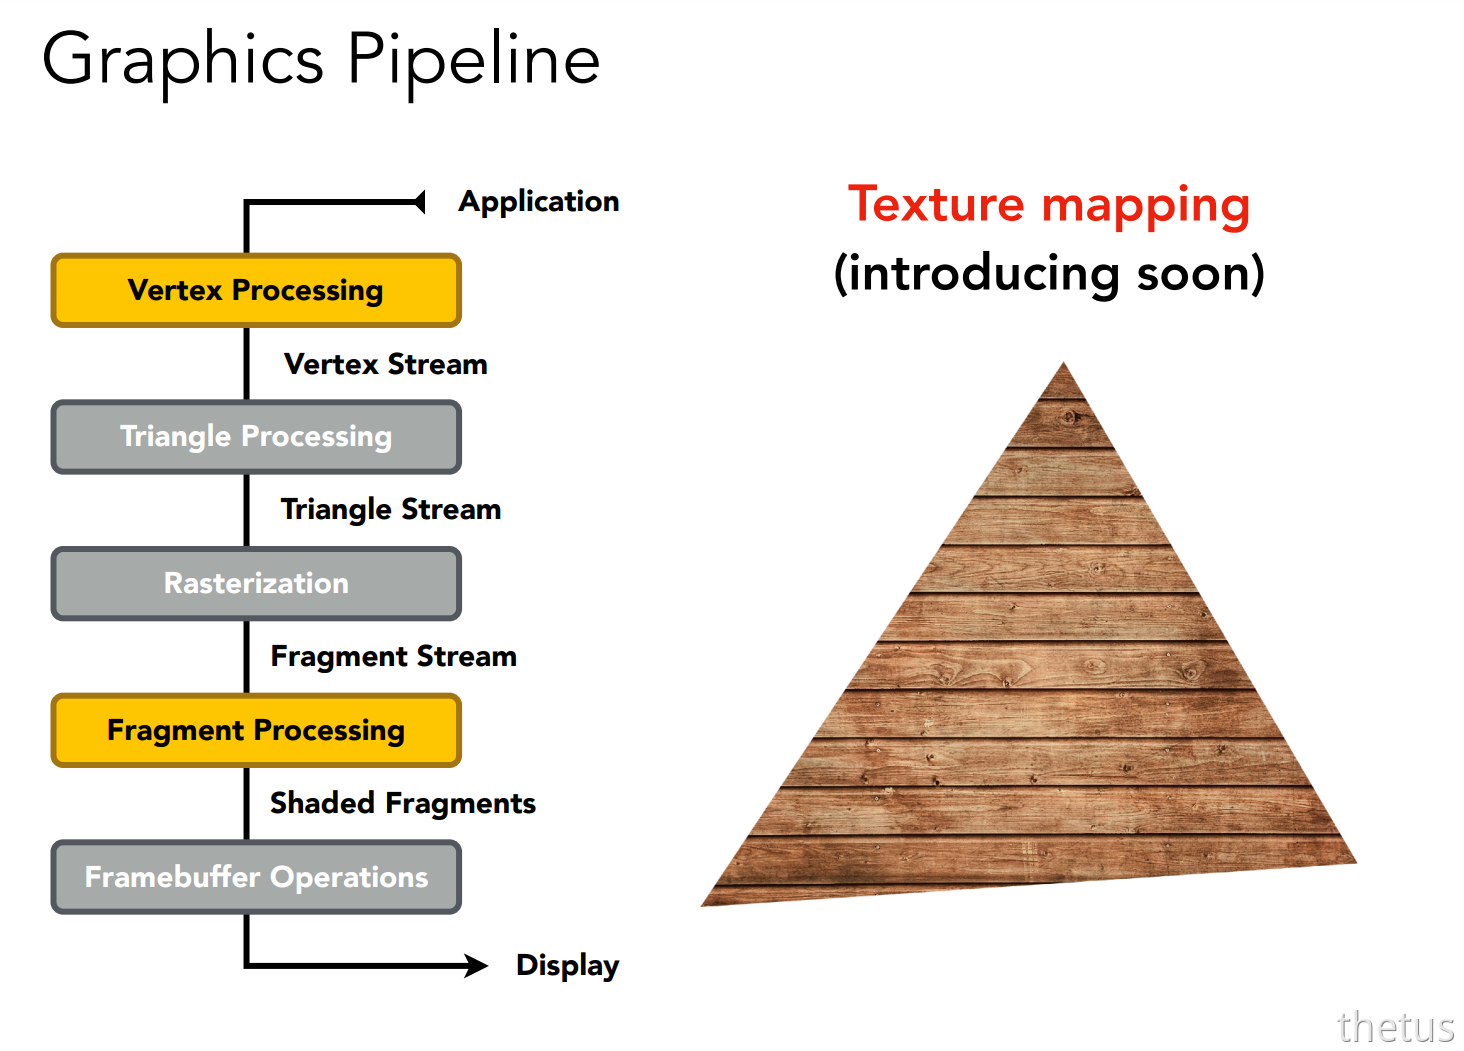 Graphics Pipeline
Application
Vertex Processing
Vertex Stream
Triangle Processing
Triangle Stream
Rasterization
Fragment Stream
Fragment Processing
Shaded Fragments
Framebuffer Operations
Display
Texture mapping
(introducing soon)
thetus